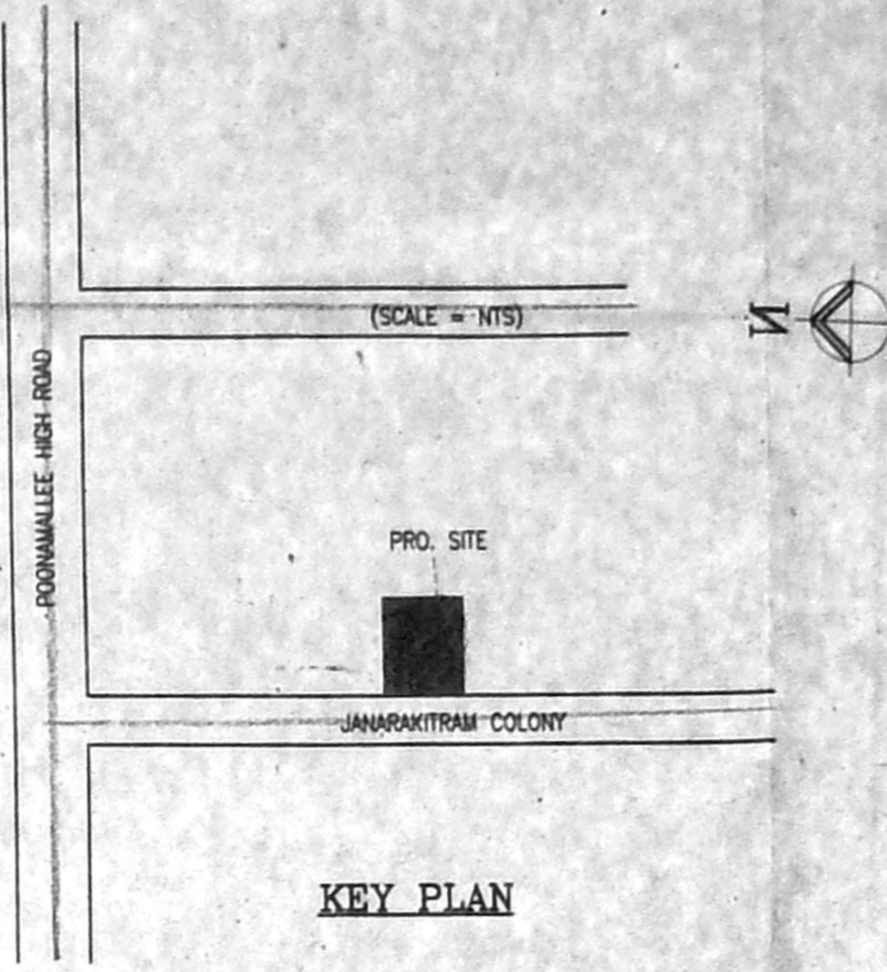 (SCALE = NTS)
N
POONAMALLEE HIGH ROAD
PRO. SITE
JANARAKITRAM COLONY
KEY PLAN